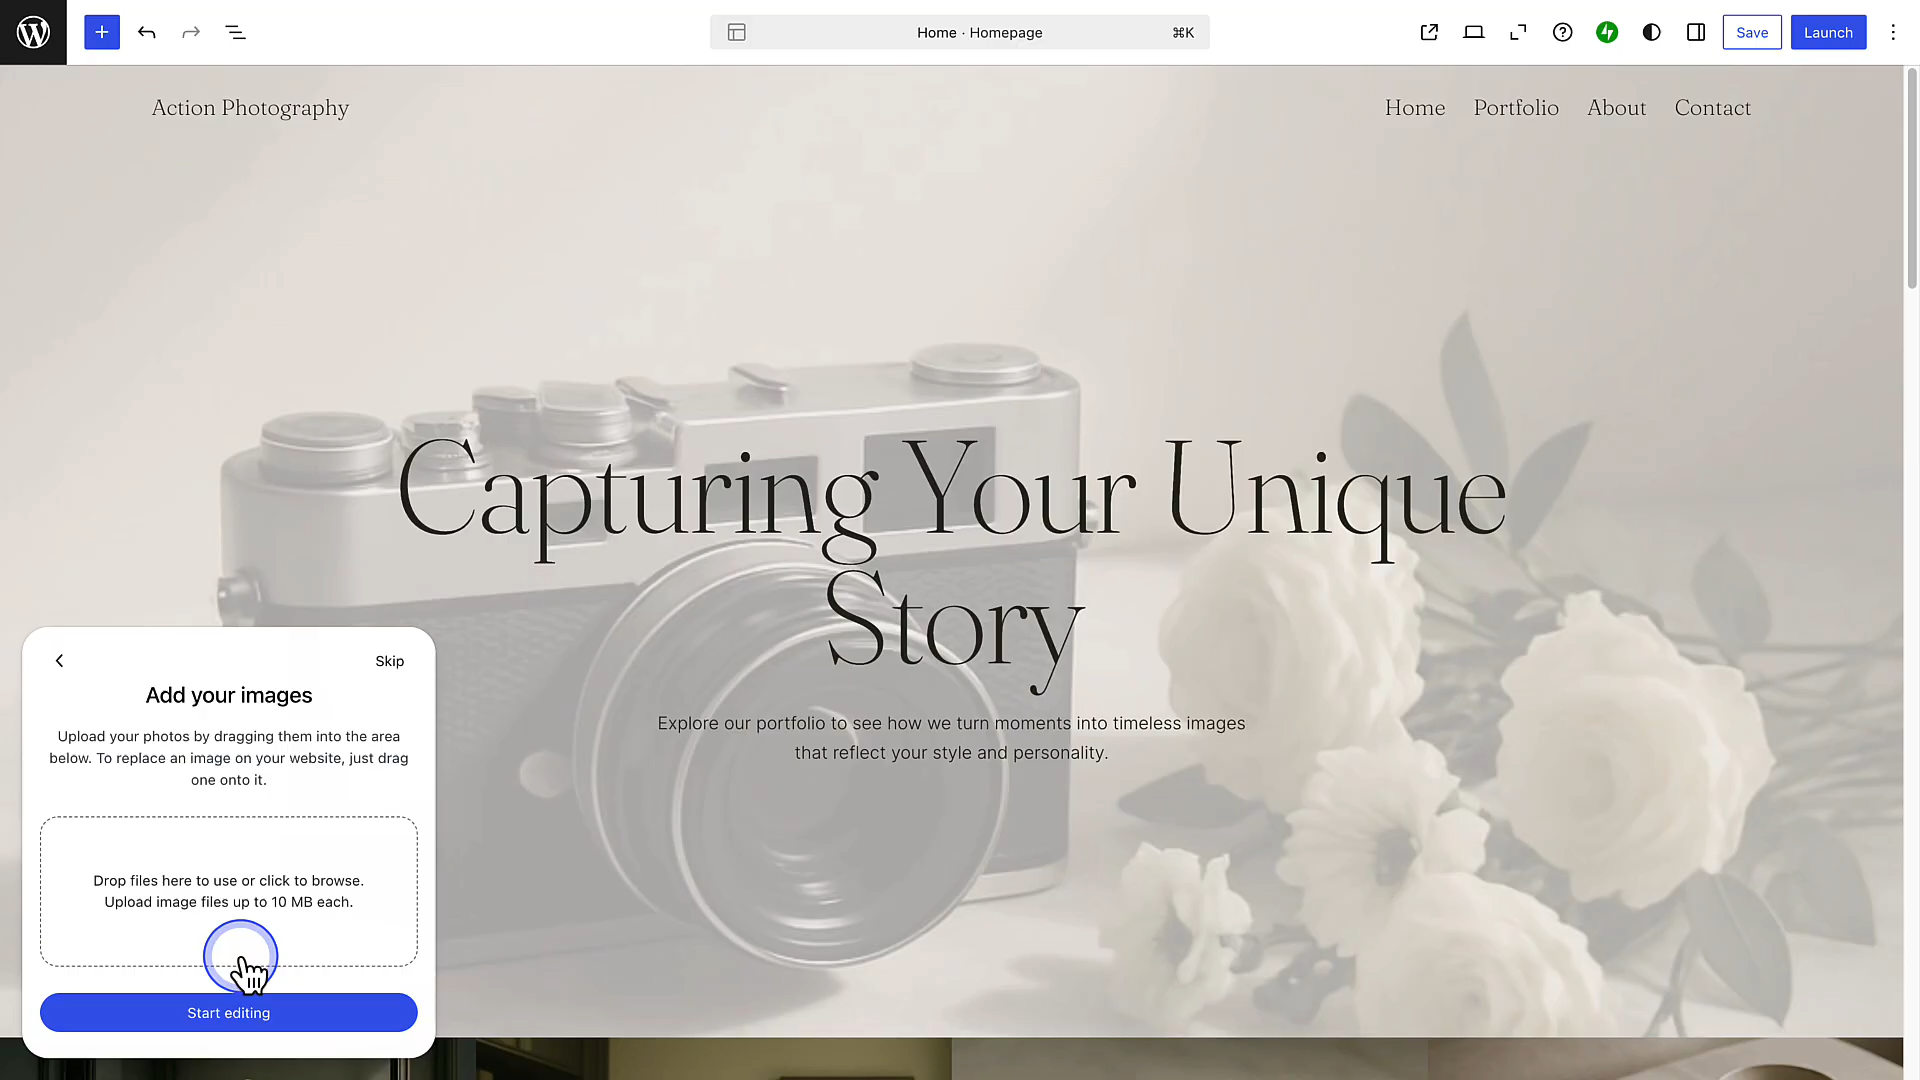 Home · Homepage
⌘K
Save
Launch
Action Photography
Home
Portfolio
About
Contact
Capturing Your Unique
Story
Explore our portfolio to see how we turn moments into timeless images
that reflect your style and personality.
Skip
Add your images
Upload your photos by dragging them into the area
below. To replace an image on your website, just drag
one onto it.
Drop files here to use or click to browse.
Upload image files up to 10 MB each.
Start editing